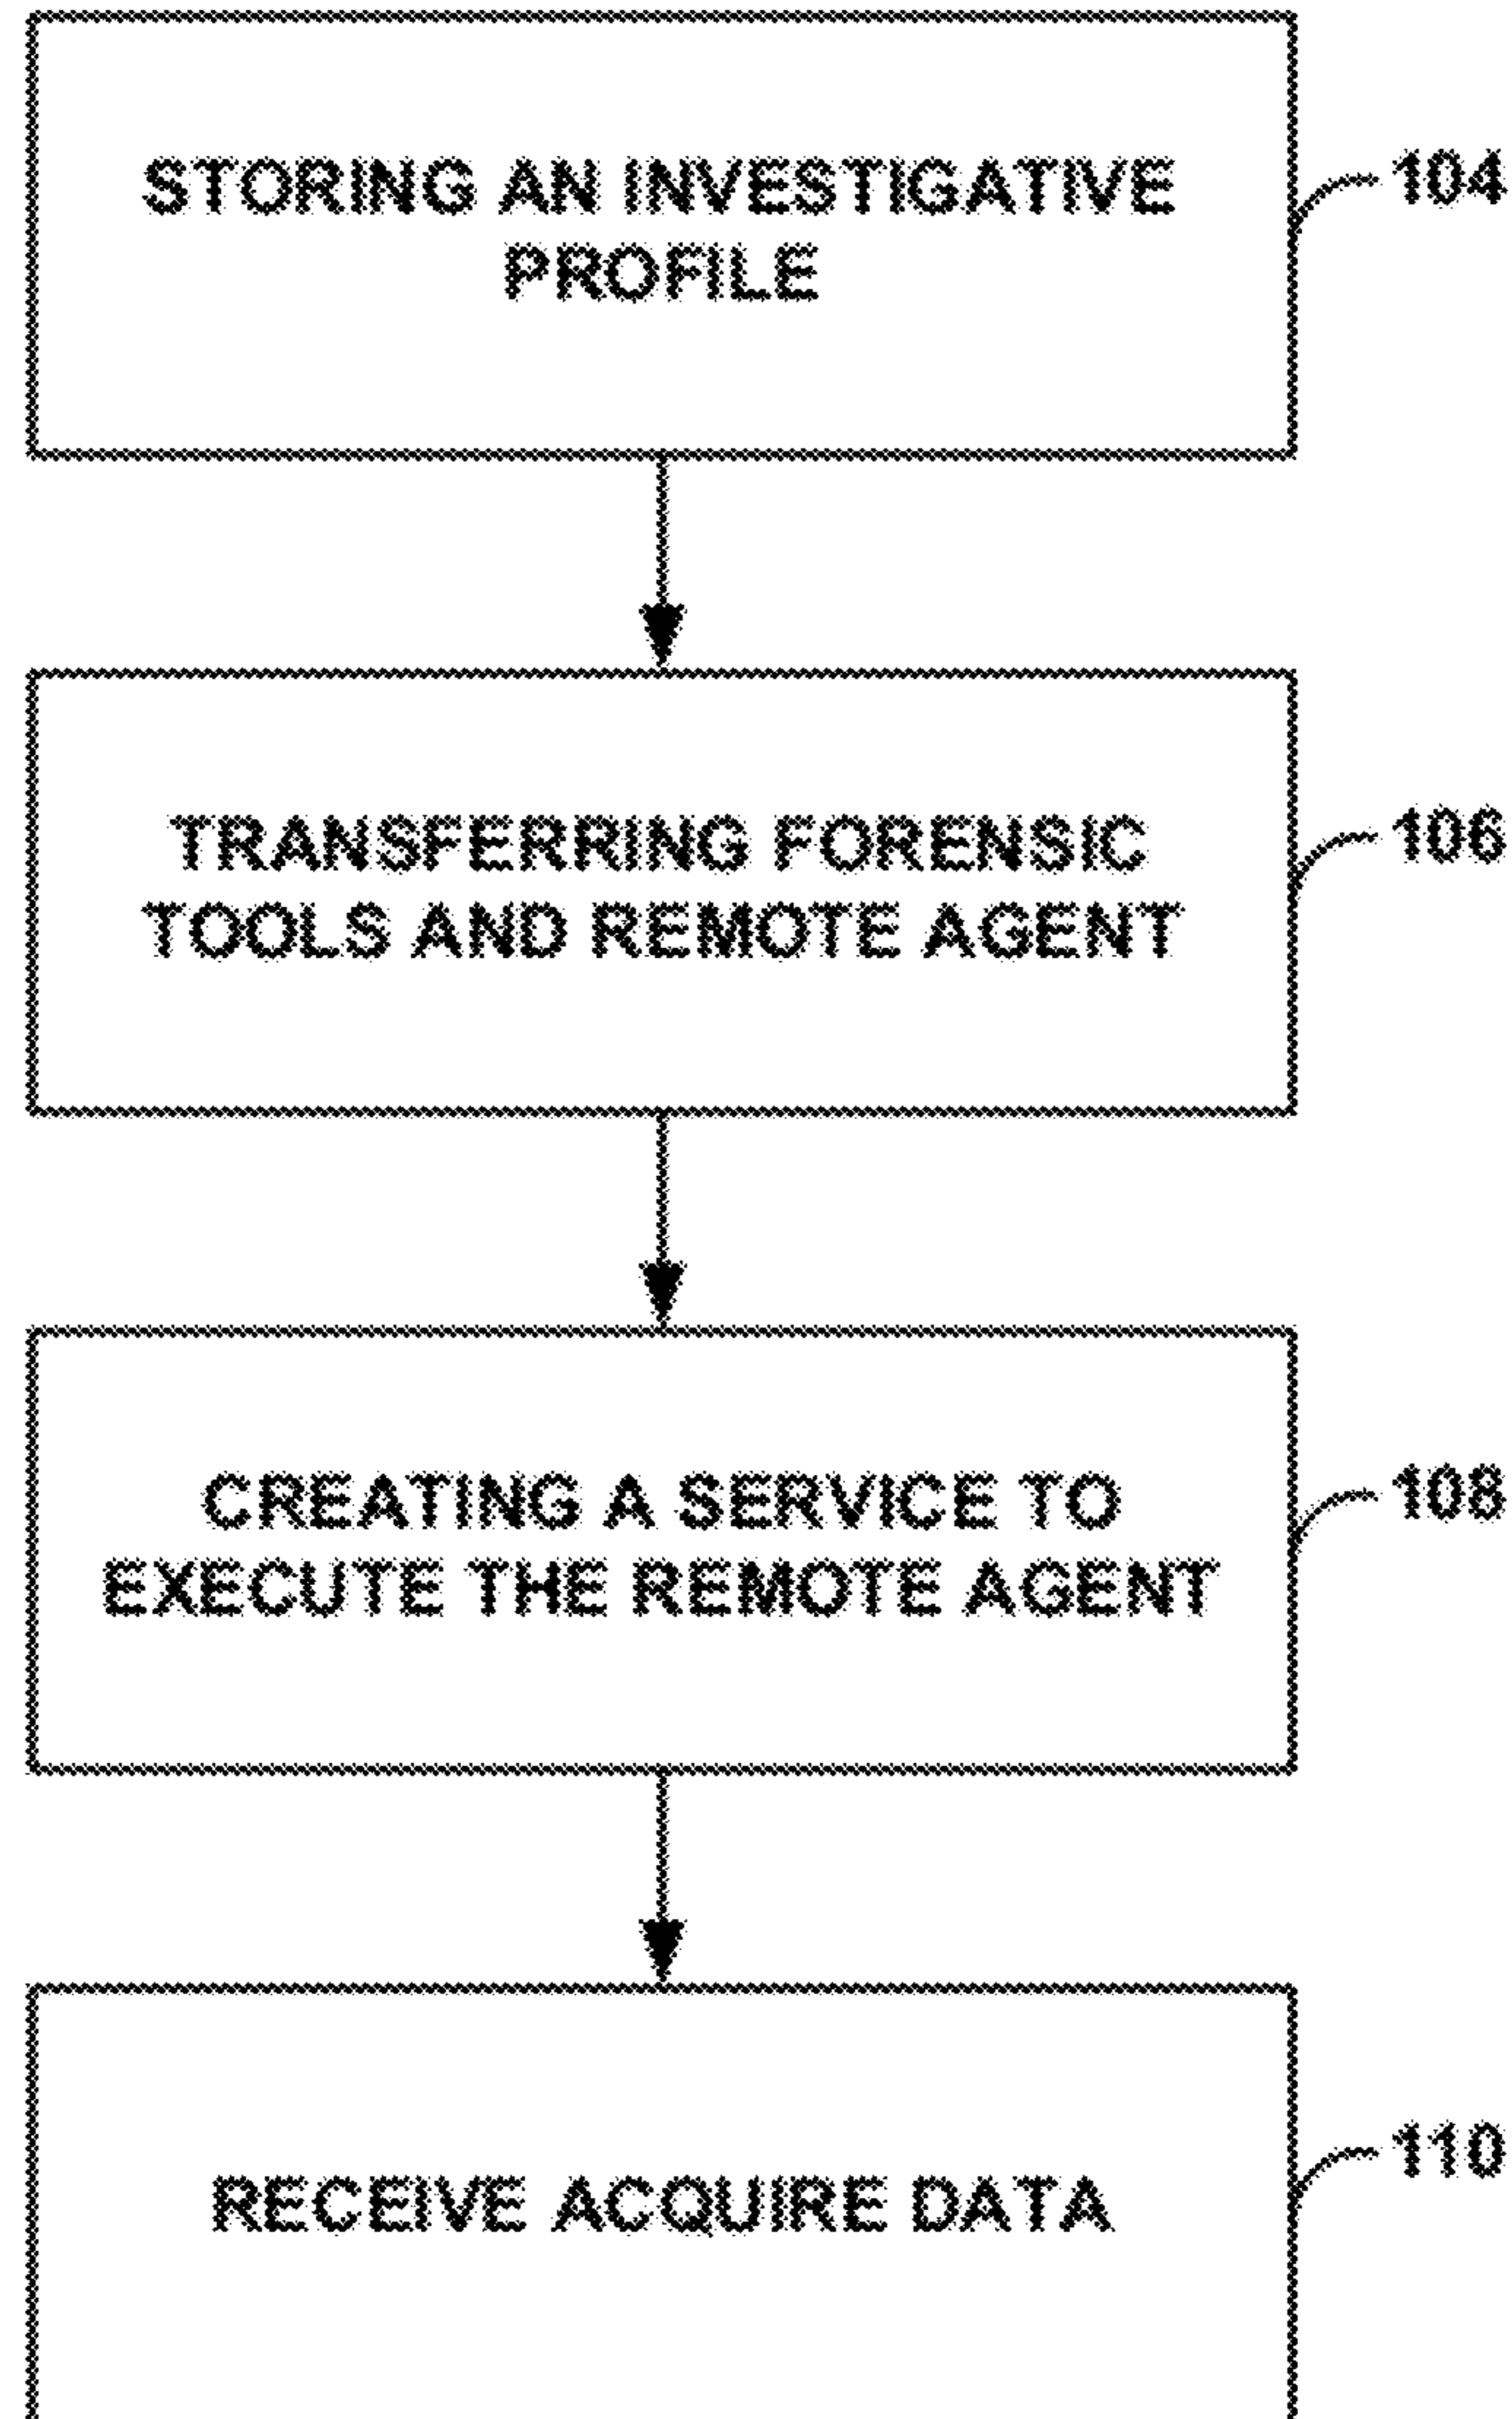 STORING AN INVESTIGATIVE
PROFILE
104
TRANSFERRING FORENSIC
TOOLS AND REMOTE AGENT
106
CREATING A SERVICE TO
EXECUTE THE REMOTE AGENT
108
RECEIVE ACQUIRE DATA
110